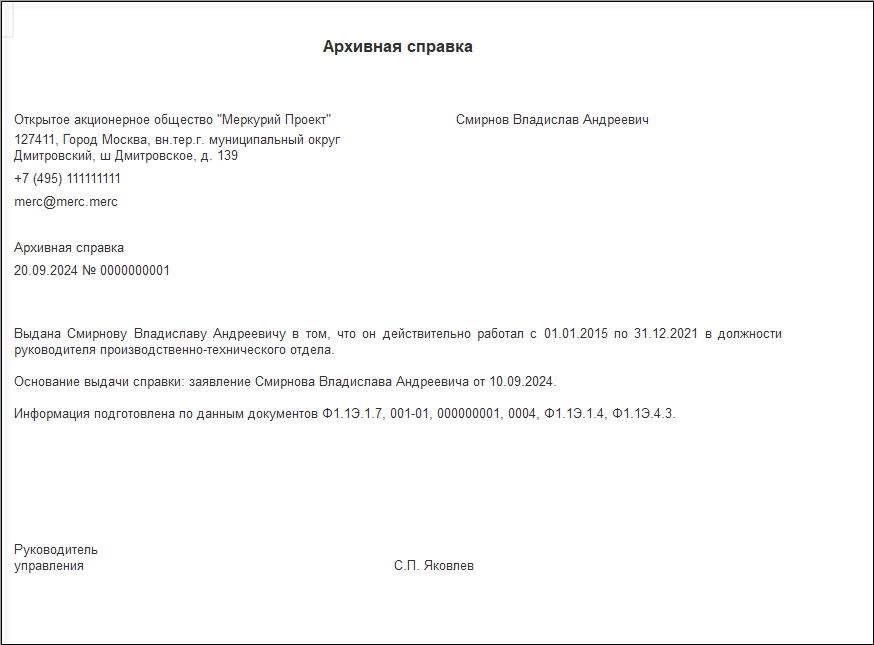 Архивная справка
Открытое акционерное общество "Меркурий Проект"
Смирнов Владислав Андреевич
127411, Город Москва, вн.тер.г. муниципальный округ
Дмитровский, ш Дмитровское, д. 139
+7 (495) 111111111
merc@merc.merc
Архивная справка
20.09.2024 № 0000000001
Выдана Смирнову Владиславу Андреевичу в том, что он действительно работал с 01.01.2015 по 31.12.2021 в должности
руководителя производственно-технического отдела.
Основание выдачи справки: заявление Смирнова Владислава Андреевича от 10.09.2024.
Информация подготовлена по данным документов Ф1.1Э.1.7, 001-01, 000000001, 0004, Ф1.1Э.1.4, Ф1.1Э.4.3.
Руководитель
управления
С.П. Яковлев